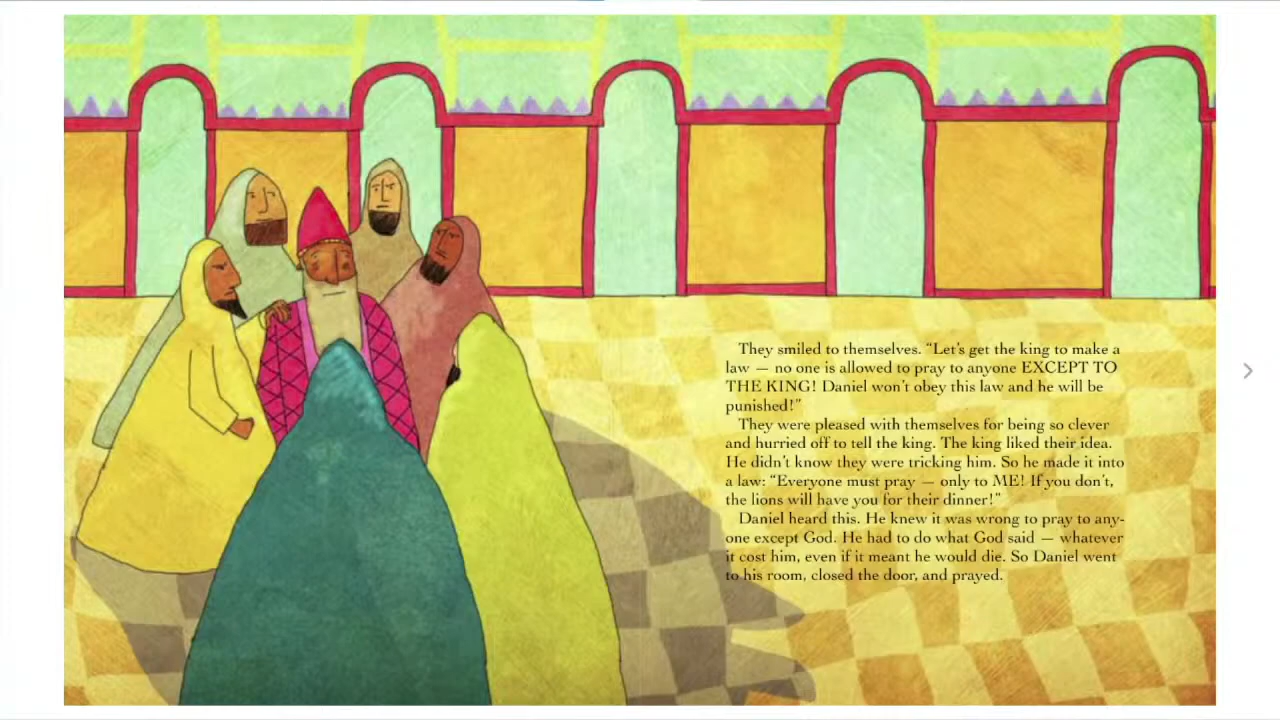 They smiled to themselves. “Let’s get the king to make a
law — no one is allowed to pray to anyone EXCEPT TO
THE KING! Daniel won’t obey this law and he will be
punished!”
They were pleased with themselves for being so clever
and hurried off to tell the king. The king liked their idea.
He didn’t know they were tricking him. So he made it into
a law: “Everyone must pray — only to ME! If you don’t,
the lions will have you for their dinner!”
Daniel heard this. He knew it was wrong to pray to any-
one except God. He had to do what God said — whatever
it cost him, even if it meant he would die. So Daniel went
to his room, closed the door, and prayed.